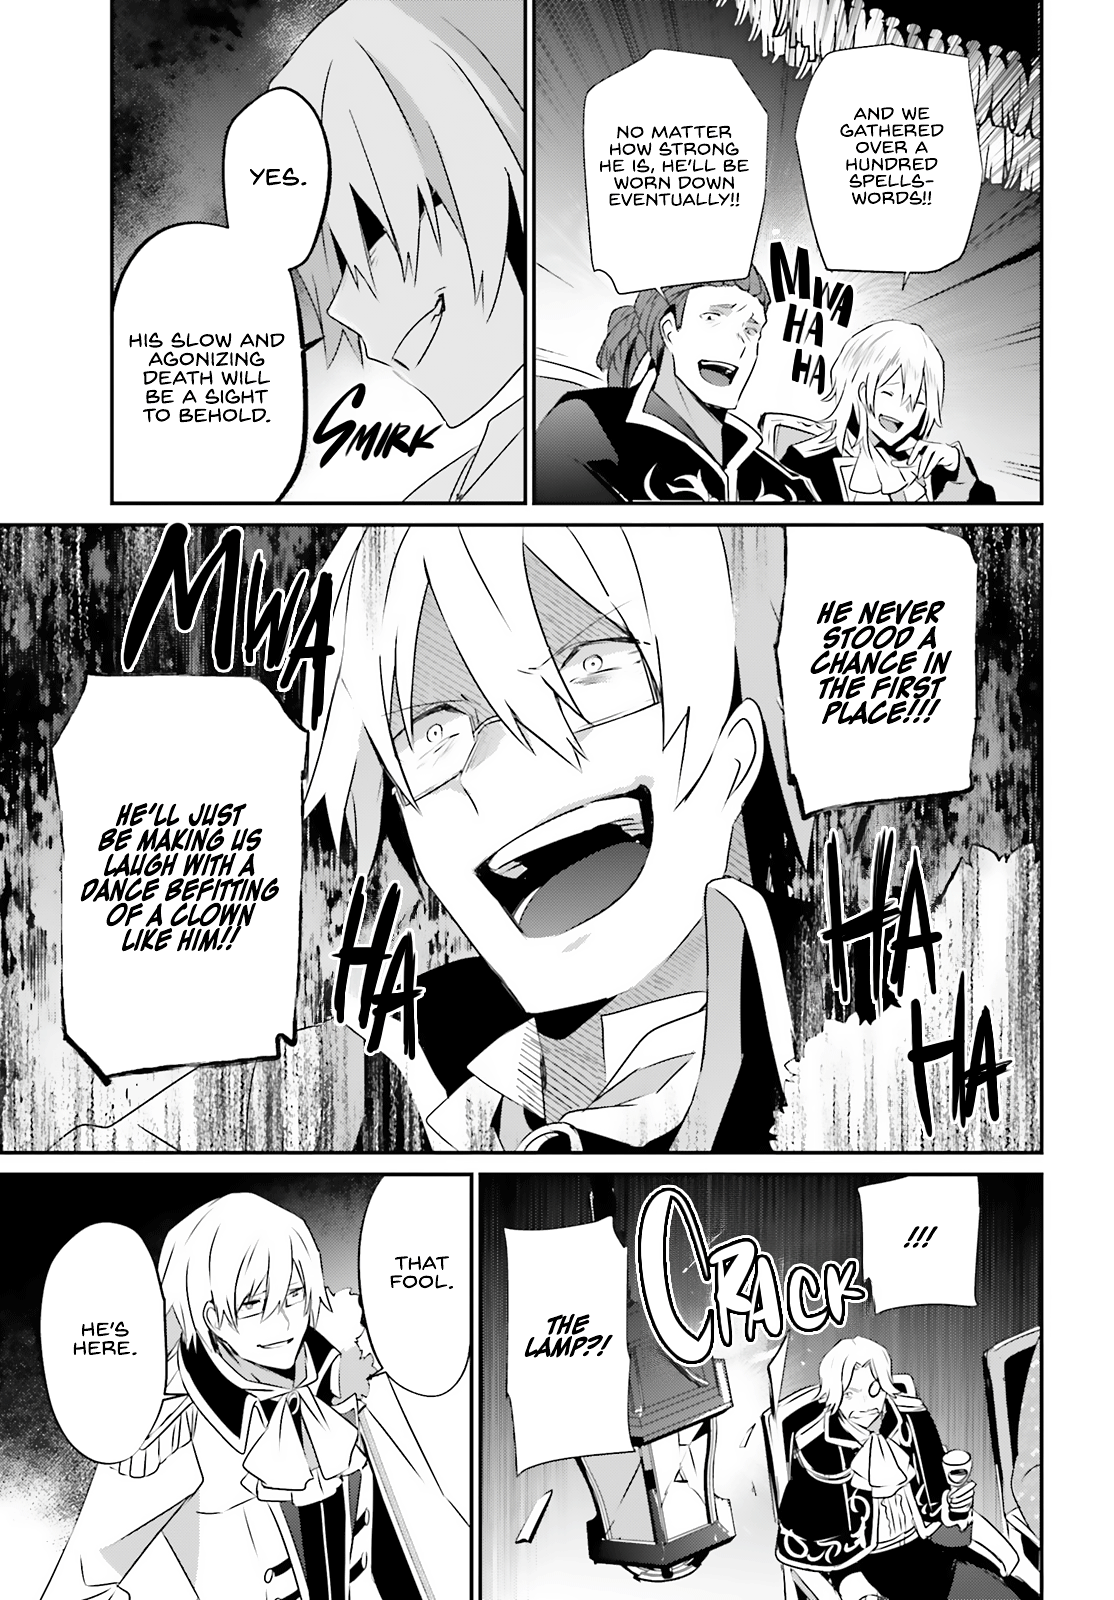 AND WE
GATHERED
OVER A
HUNDRED
SPELLS-
WORDS!!
NO MATTER
HOW STRONG
HE IS, HE'LL BE
WORN DOWN
EVENTUALLY!!
MWA
HA
HA
YES.
HIS SLOW AND
AGONIZING
DEATH WILL
BE A SIGHT
TO BEHOLD.
SMIRK
HE NEVER
STOOD A
CHANCE IN
THE FIRST
PLACE!!!
MWA
HA
HA
HA
HE'LL JUST
BE MAKING US
LAUGH WITH A
DANCE BEFITTING
OF A CLOWN
LIKE HIM!!
!!!
CRACK
THE
LAMP?!
THAT
FOOL.
HE'S
HERE.